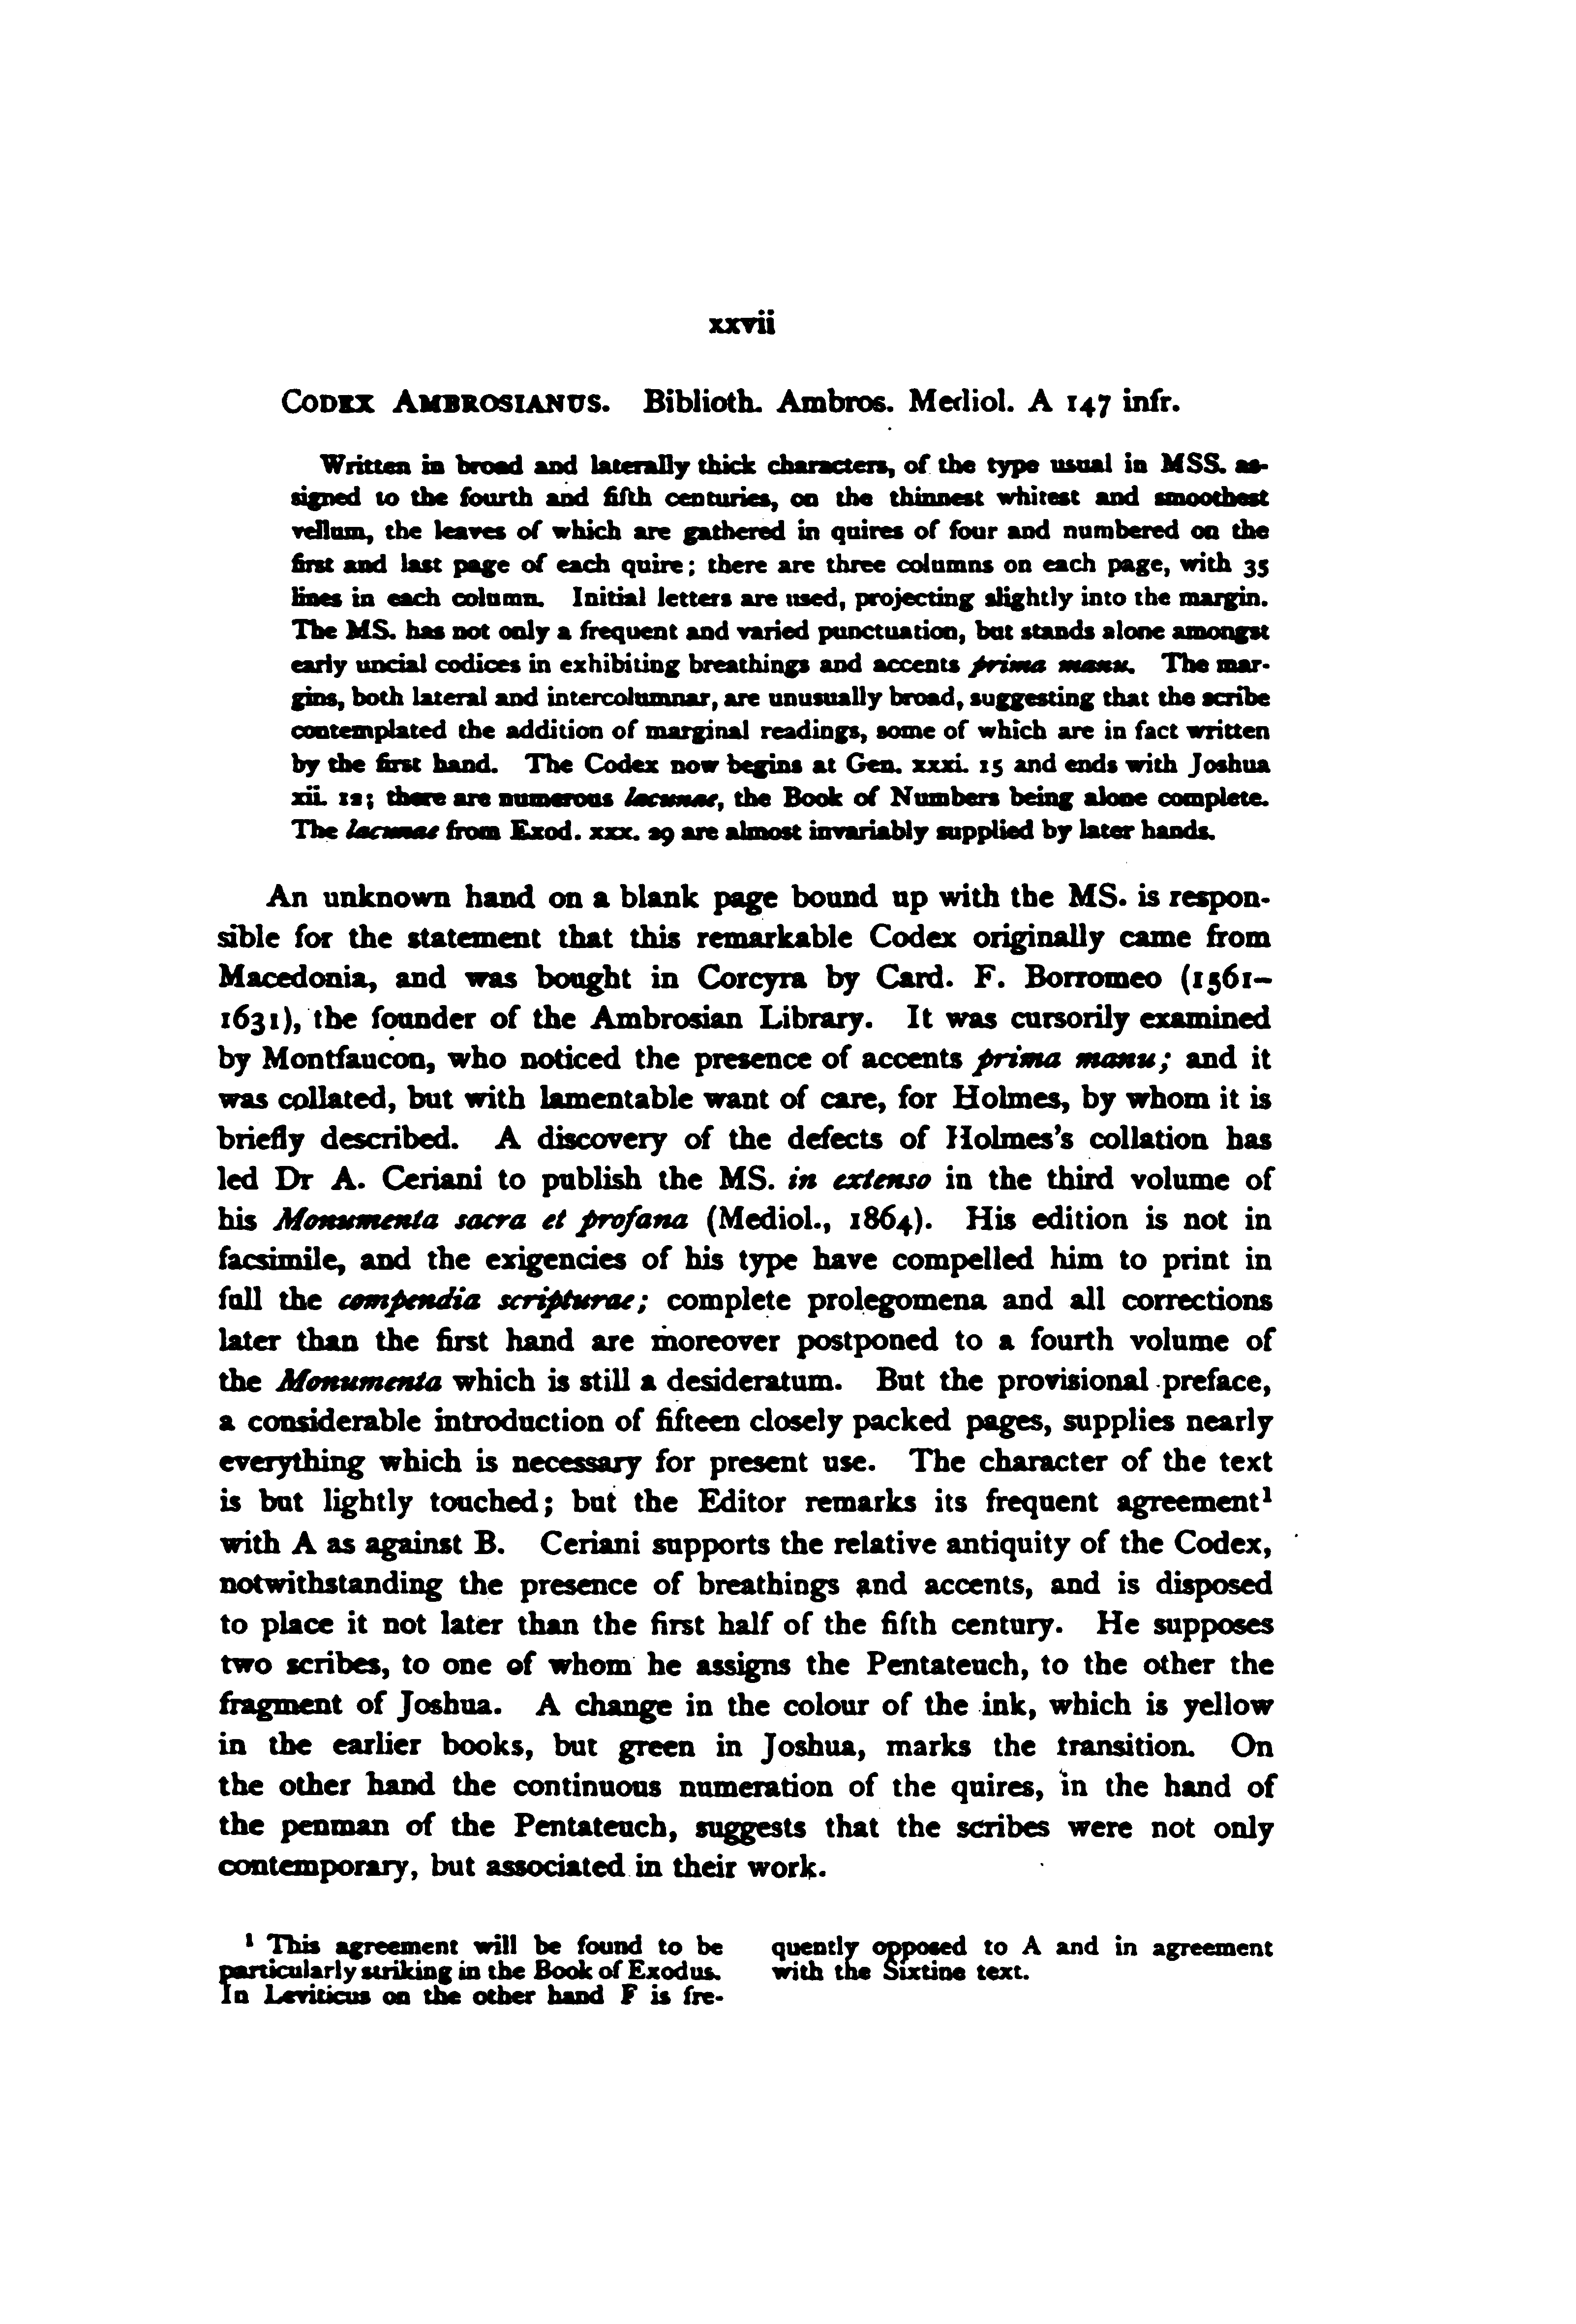 xxvii
CODEX AMBROSIANUS. Biblioth. Ambros. Mediol. A 147 infr.
Written in broad and laterally thick characters, of the type usual in MSS. as-
signed to the fourth and fifth centuries, on the thinnest whitest and smoothest
vellum, the leaves of which are gathered in quires of four and numbered on the
first and last page of each quire; there are three columns on each page, with 35
lines in each column. Initial letters are used, projecting slightly into the margin.
The MS. has not only a frequent and varied punctuation, but stands alone amongst
early uncial codices in exhibiting breathings and accents prima manu. The mar-
gins, both lateral and intercolumnar, are unusually broad, suggesting that the scribe
contemplated the addition of marginal readings, some of which are in fact written
by the first hand. The Codex now begins at Gen. xxxi. 15 and ends with Joshua
xii. 12; there are numerous lacunae, the Book of Numbers being alone complete.
The lacunae from Exod. xxx. 29 are almost invariably supplied by later hands.
An unknown hand on a blank page bound up with the MS. is respon-
sible for the statement that this remarkable Codex originally came from
Macedonia, and was bought in Corcyra by Card. F. Borromeo (1561–
1631), the founder of the Ambrosian Library. It was cursorily examined
by Montfaucon, who noticed the presence of accents prima manu; and it
was collated, but with lamentable want of care, for Holmes, by whom it is
briefly described. A discovery of the defects of Holmes's collation has
led Dr A. Ceriani to publish the MS. in extenso in the third volume of
his Monumenta sacra et profana (Mediol., 1864). His edition is not in
facsimile, and the exigencies of his type have compelled him to print in
full the compendia scripturae; complete prolegomena and all corrections
later than the first hand are moreover postponed to a fourth volume of
the Monumenta which is still a desideratum. But the provisional preface,
a considerable introduction of fifteen closely packed pages, supplies nearly
everything which is necessary for present use. The character of the text
is but lightly touched; but the Editor remarks its frequent agreement¹
with A as against B. Ceriani supports the relative antiquity of the Codex,
notwithstanding the presence of breathings and accents, and is disposed
to place it not later than the first half of the fifth century. He supposes
two scribes, to one of whom he assigns the Pentateuch, to the other the
fragment of Joshua. A change in the colour of the ink, which is yellow
in the earlier books, but green in Joshua, marks the transition. On
the other hand the continuous numeration of the quires, in the hand of
the penman of the Pentateuch, suggests that the scribes were not only
contemporary, but associated in their work.
¹ This agreement will be found to be
particularly striking in the Book of Exodus.
In Leviticus on the other hand F is fre-
quently opposed to A and in agreement
with the Sixtine text.